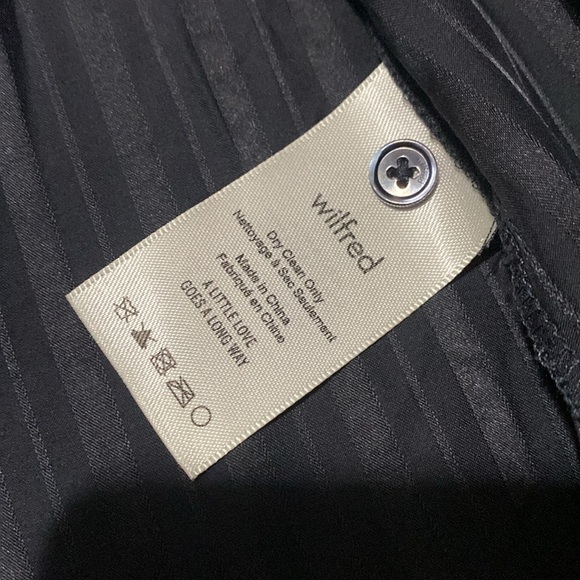 wilfred
Dry Clean Only
Nettoyage à Sec Seulement
Made in China
Fabriqué en Chine
A LITTLE LOVE
GOES A LONG WAY